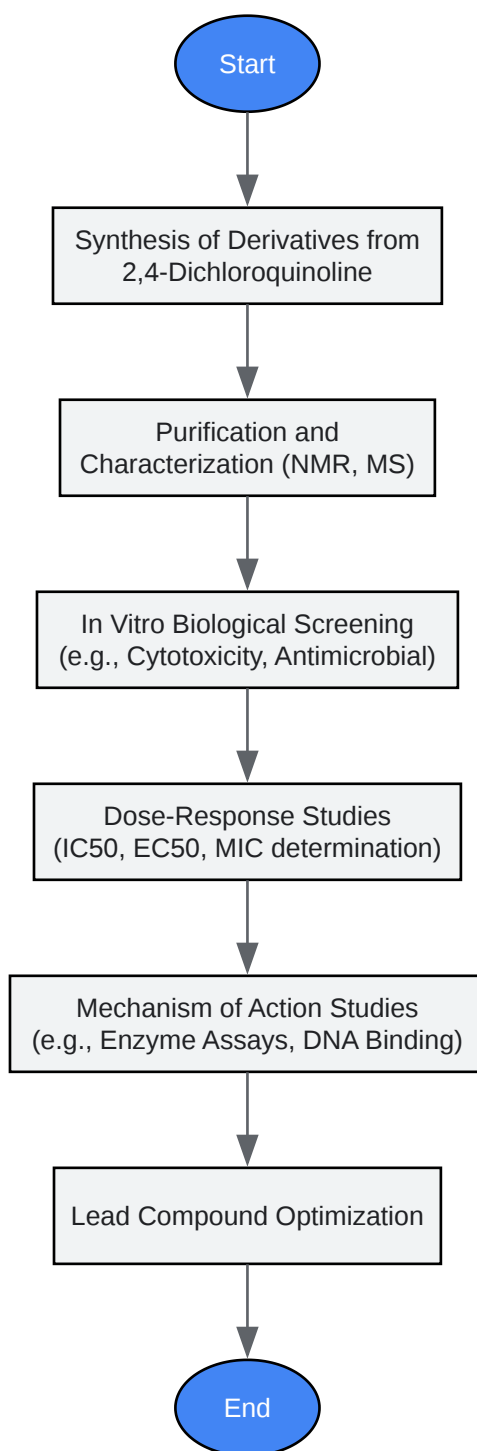 Start
Synthesis of Derivatives from
2,4-Dichloroquinoline
Purification and
Characterization (NMR, MS)
In Vitro Biological Screening
(e.g., Cytotoxicity, Antimicrobial)
Dose-Response Studies
(IC50, EC50, MIC determination)
Mechanism of Action Studies
(e.g., Enzyme Assays, DNA Binding)
Lead Compound Optimization
End